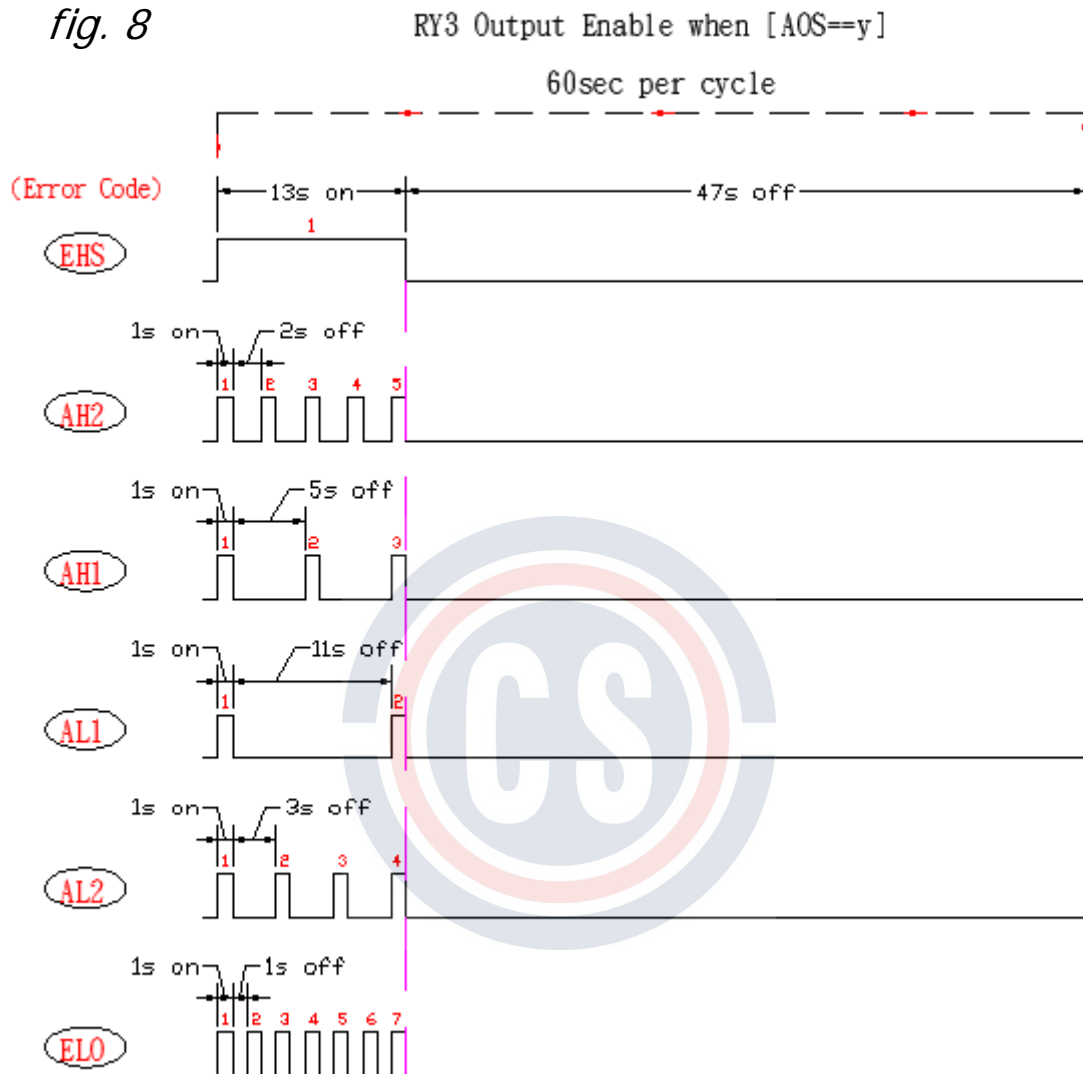 fig. 8
RY3 Output Enable when [AOS==y]
60sec per cycle
(Error Code)
13s on
47s off
1
EHS
1s on
2s off
1 2 3 4 5
AH2
1s on
5s off
1 2 3
AH1
1s on
11s off
1 2
AL1
1s on
3s off
1 2 3 4
AL2
1s on
1s off
1 2 3 4 5 6 7
ELO
CS